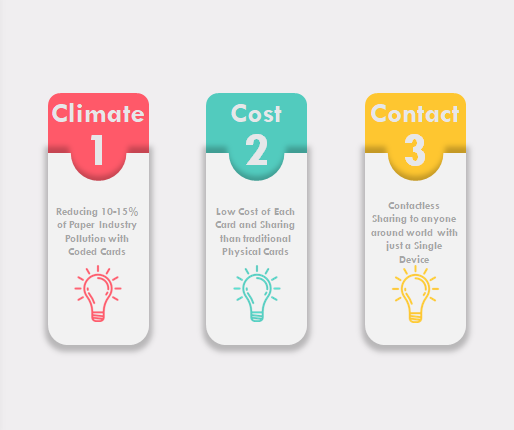 Climate
1
Reducing 10-15%
of Paper Industry
Pollution with
Coded Cards
Cost
2
Low Cost of Each
Card and Sharing
than traditional
Physical Cards
Contact
3
Contactless
Sharing to anyone
around world with
just a Single
Device